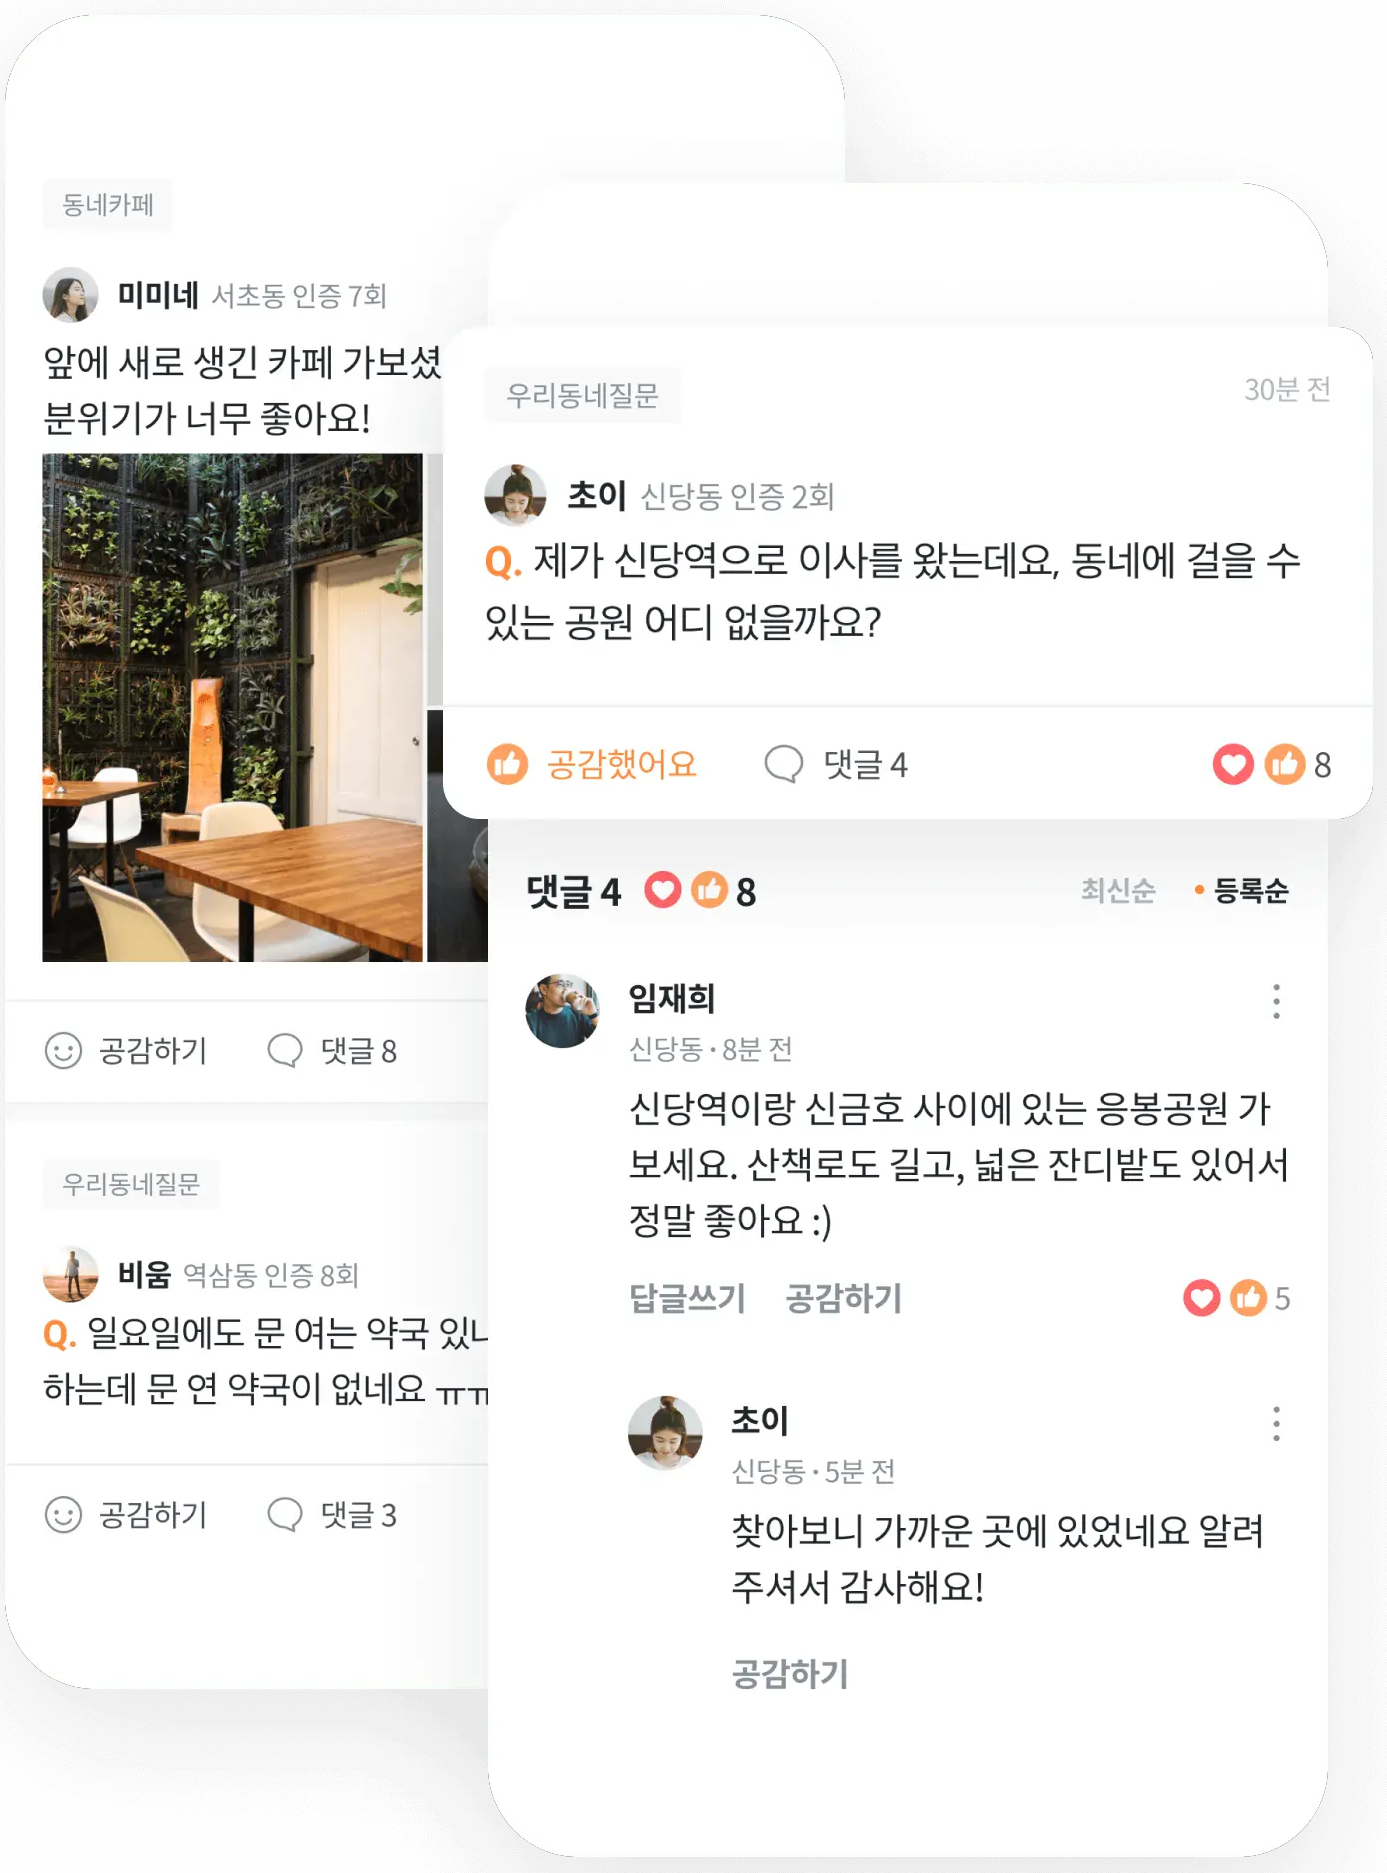 동네카페
미미네 서초동 인증 7회
앞에 새로 생긴 카페 가보셨
분위기가 너무 좋아요!
공감하기 댓글 8
우리동네질문
비움 역삼동 인증 8회
Q. 일요일에도 문 여는 약국
하는데 문 연 약국이 없네요 ㅠㅠ
공감하기 댓글 3
우리동네질문 30분 전
초이 신당동 인증 2회
Q. 제가 신당역으로 이사를 왔는데요, 동네에 걸을 수
있는 공원 어디 없을까요?
공감했어요 댓글 4 8
댓글 4 8 최신순 • 등록순
임재희
신당동 · 8분 전
신당역이랑 신금호 사이에 있는 응봉공원 가
보세요. 산책로도 길고, 넓은 잔디밭도 있어서
정말 좋아요 :)
답글쓰기 공감하기 5
초이
신당동 · 5분 전
찾아보니 가까운 곳에 있었네요 알려
주셔서 감사해요!
공감하기